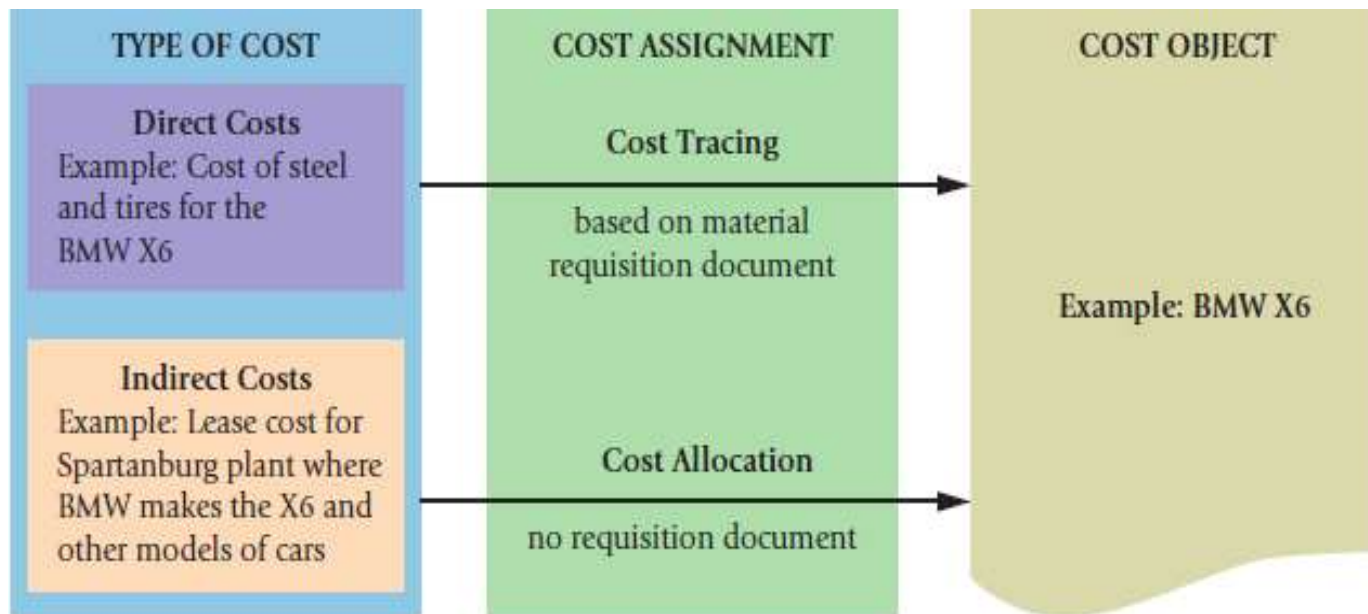 TYPE OF COST
Direct Costs
Example: Cost of steel
and tires for the
BMW X6
Indirect Costs
Example: Lease cost for
Spartanburg plant where
BMW makes the X6 and
other models of cars
COST ASSIGNMENT
Cost Tracing
based on material
requisition document
Cost Allocation
no requisition document
COST OBJECT
Example: BMW X6